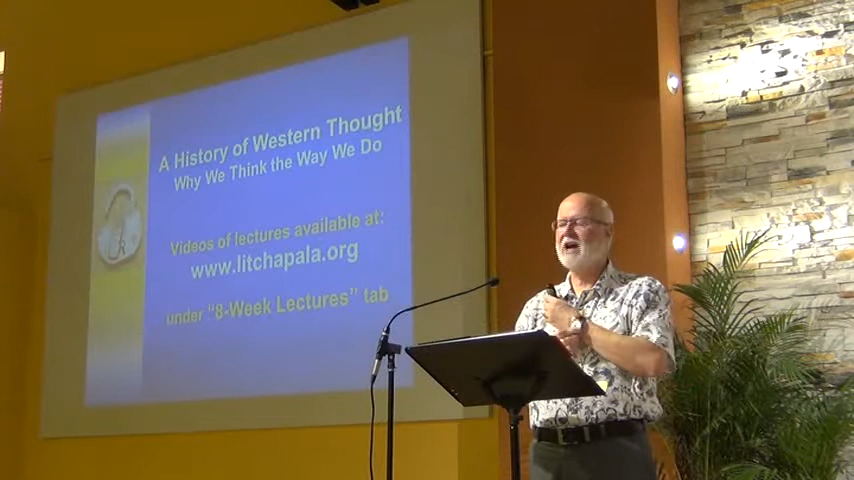 A History of Western Thought
Why We Think the Way We Do
Videos of lectures available at:
www.litchapala.org
under "8-Week Lectures" tab